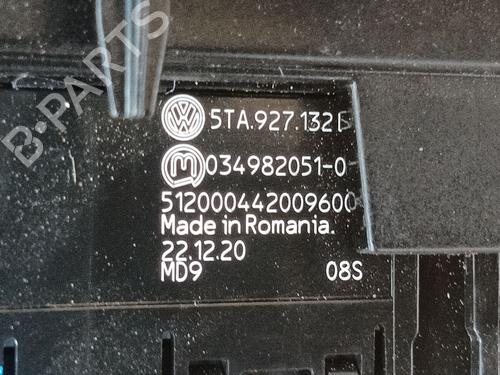 B-PARTS
5TA.927.132
034982051-0
512000442009600
Made in Romania.
22.12.20
MD9 08S